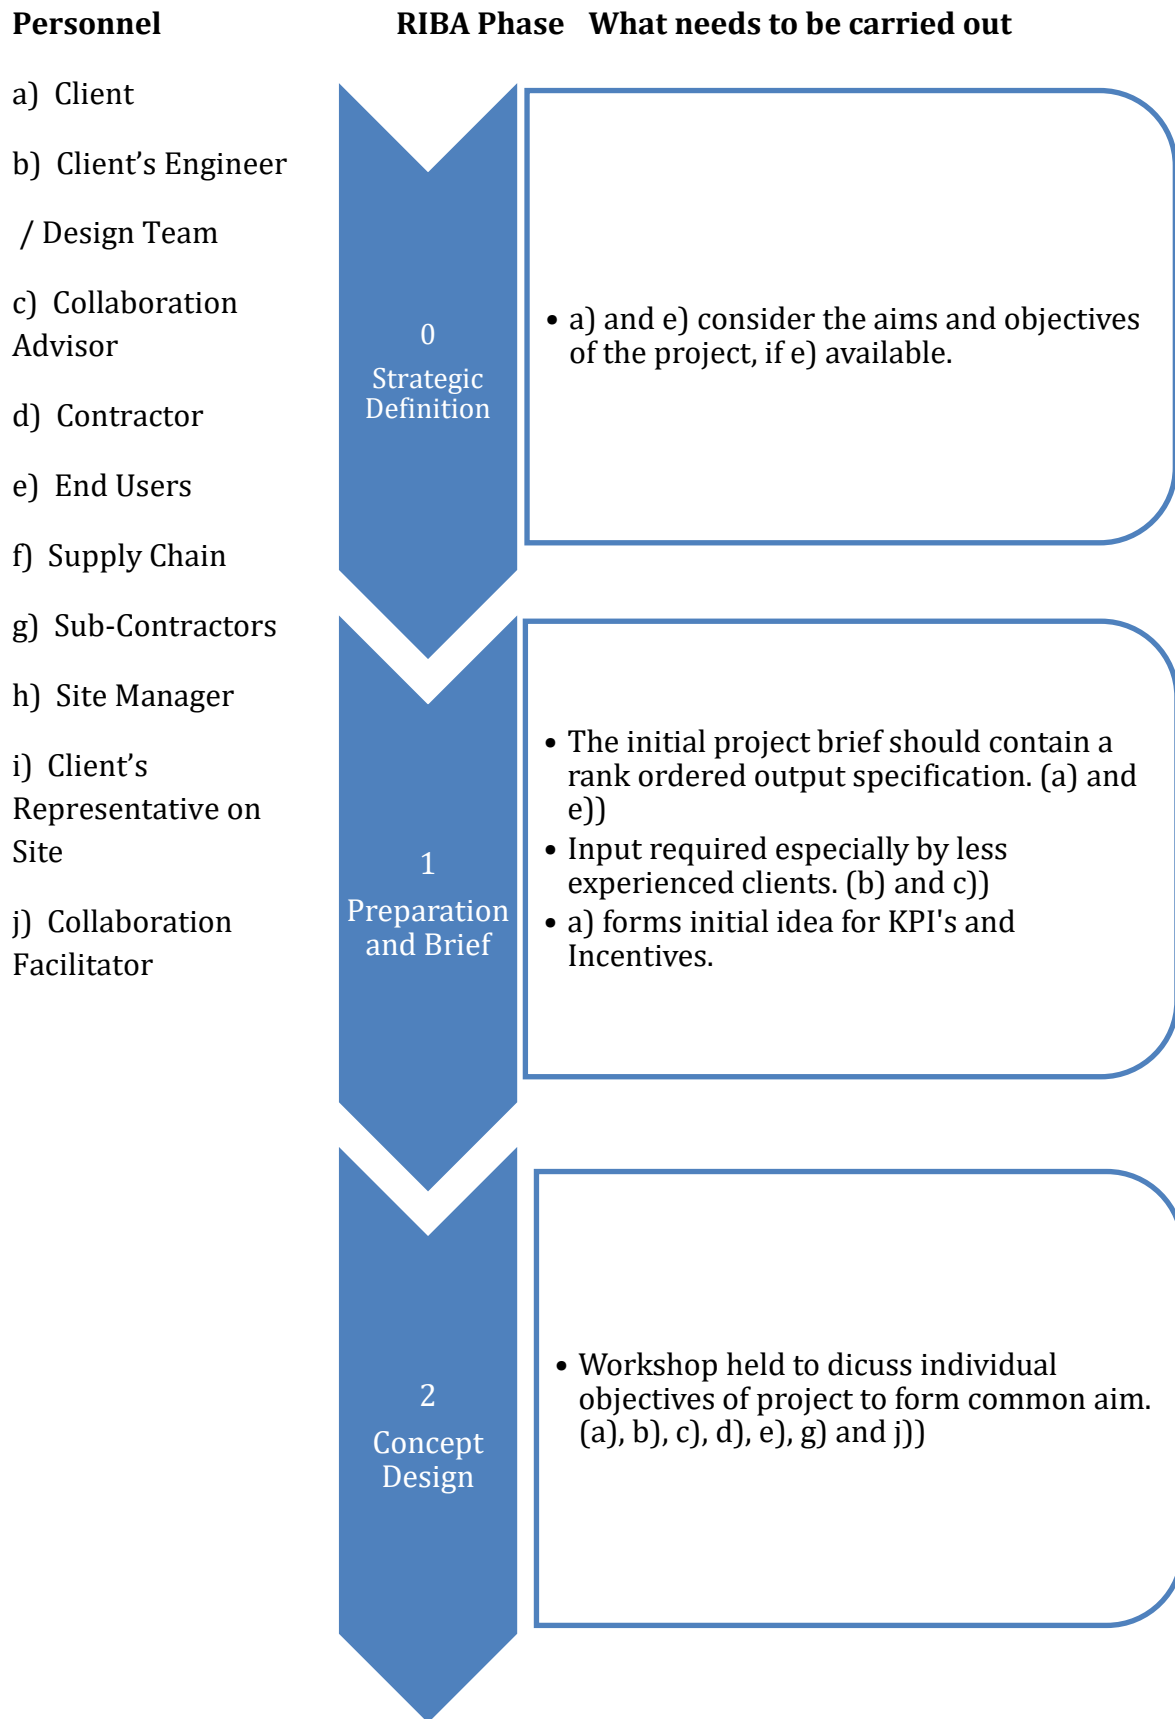 Personnel
RIBA Phase
What needs to be carried out
a) Client
b) Client’s Engineer
/ Design Team
c) Collaboration
Advisor
d) Contractor
e) End Users
f) Supply Chain
g) Sub-Contractors
h) Site Manager
i) Client’s
Representative on
Site
j) Collaboration
Facilitator
0
Strategic
Definition
• a) and e) consider the aims and objectives
of the project, if e) available.
1
Preparation
and Brief
• The initial project brief should contain a
rank ordered output specification. (a) and
e))
• Input required especially by less
experienced clients. (b) and c))
• a) forms initial idea for KPI's and
Incentives.
2
Concept
Design
• Workshop held to dicuss individual
objectives of project to form common aim.
(a), b), c), d), e), g) and j))